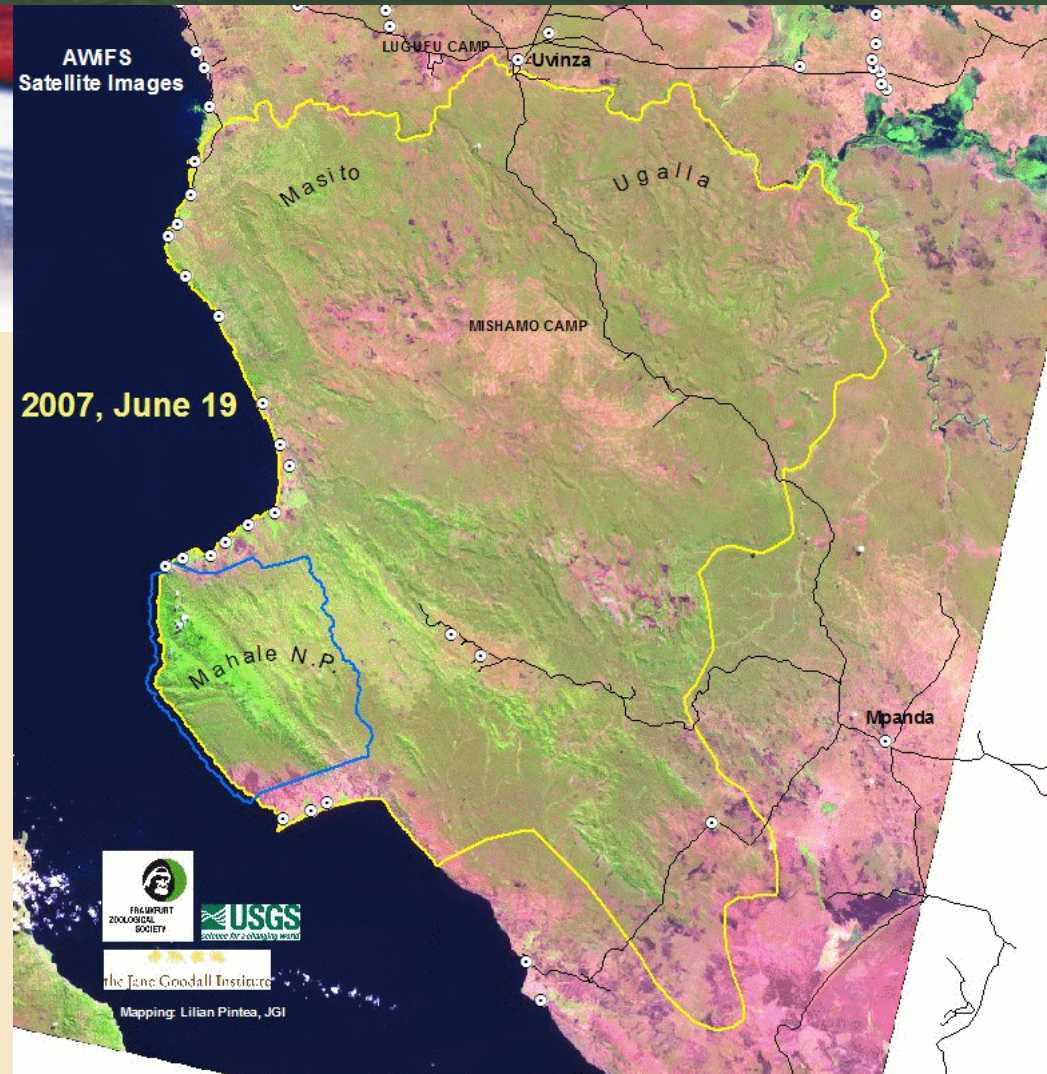 AWiFS
Satellite Images
LUGUFU CAMP
Uvinza
Masito
Ugalla
MISHAMO CAMP
2007, June 19
Mahale N.P.
Mpanda
FRANKFURT
ZOOLOGICAL
SOCIETY
USGS
science for a changing world
the Jane Goodall Institute
Mapping: Lilian Pintea, JGI